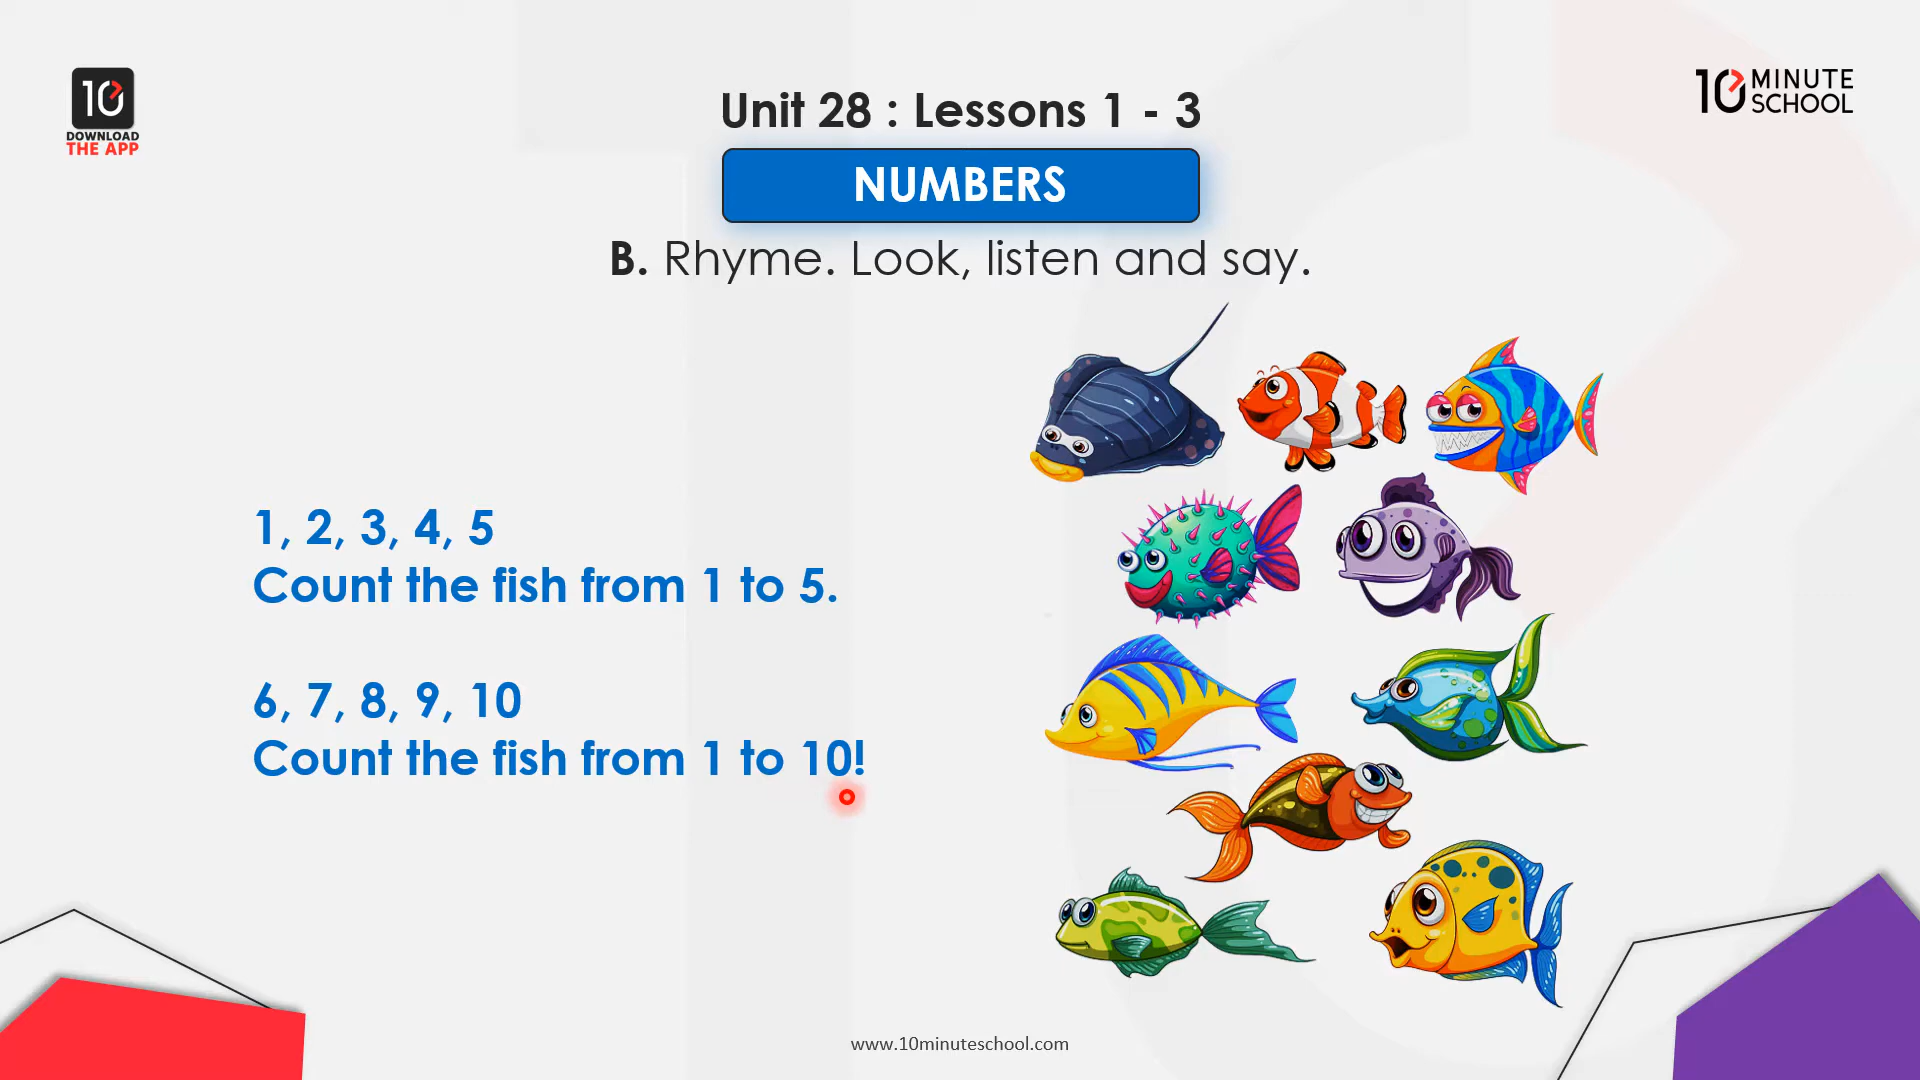 10
DOWNLOAD
THE APP
Unit 28 : Lessons 1 - 3
10 MINUTE
SCHOOL
NUMBERS
B. Rhyme. Look, listen and say.
1, 2, 3, 4, 5
Count the fish from 1 to 5.
6, 7, 8, 9, 10
Count the fish from 1 to 10!
www.10minuteschool.com